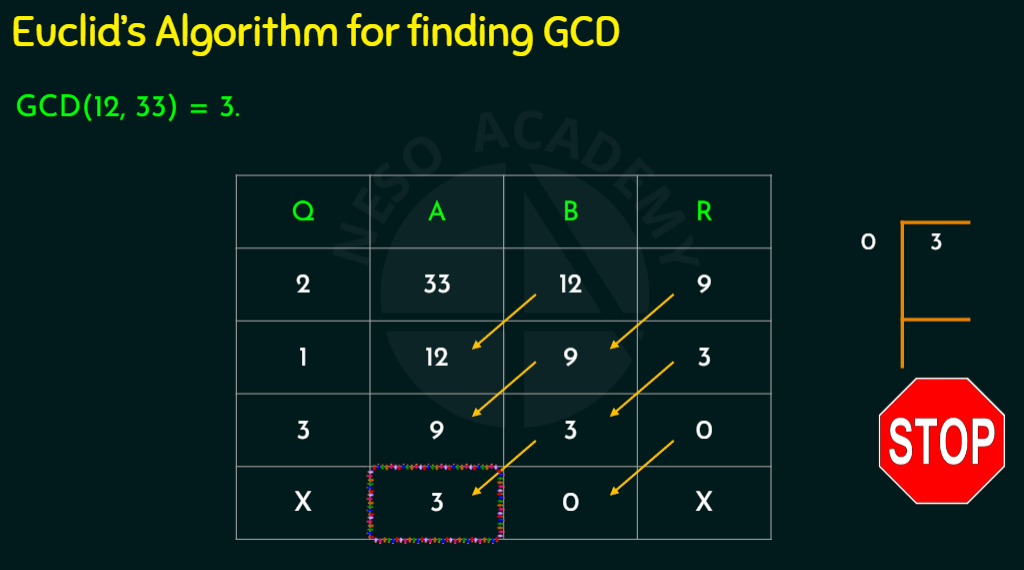 Euclid's Algorithm for finding GCD
GCD(12, 33) = 3.
NESO ACADEMY
Q A B R
2 33 12 9
1 12 9 3
3 9 3 0
X 3 0 X
0 3
STOP